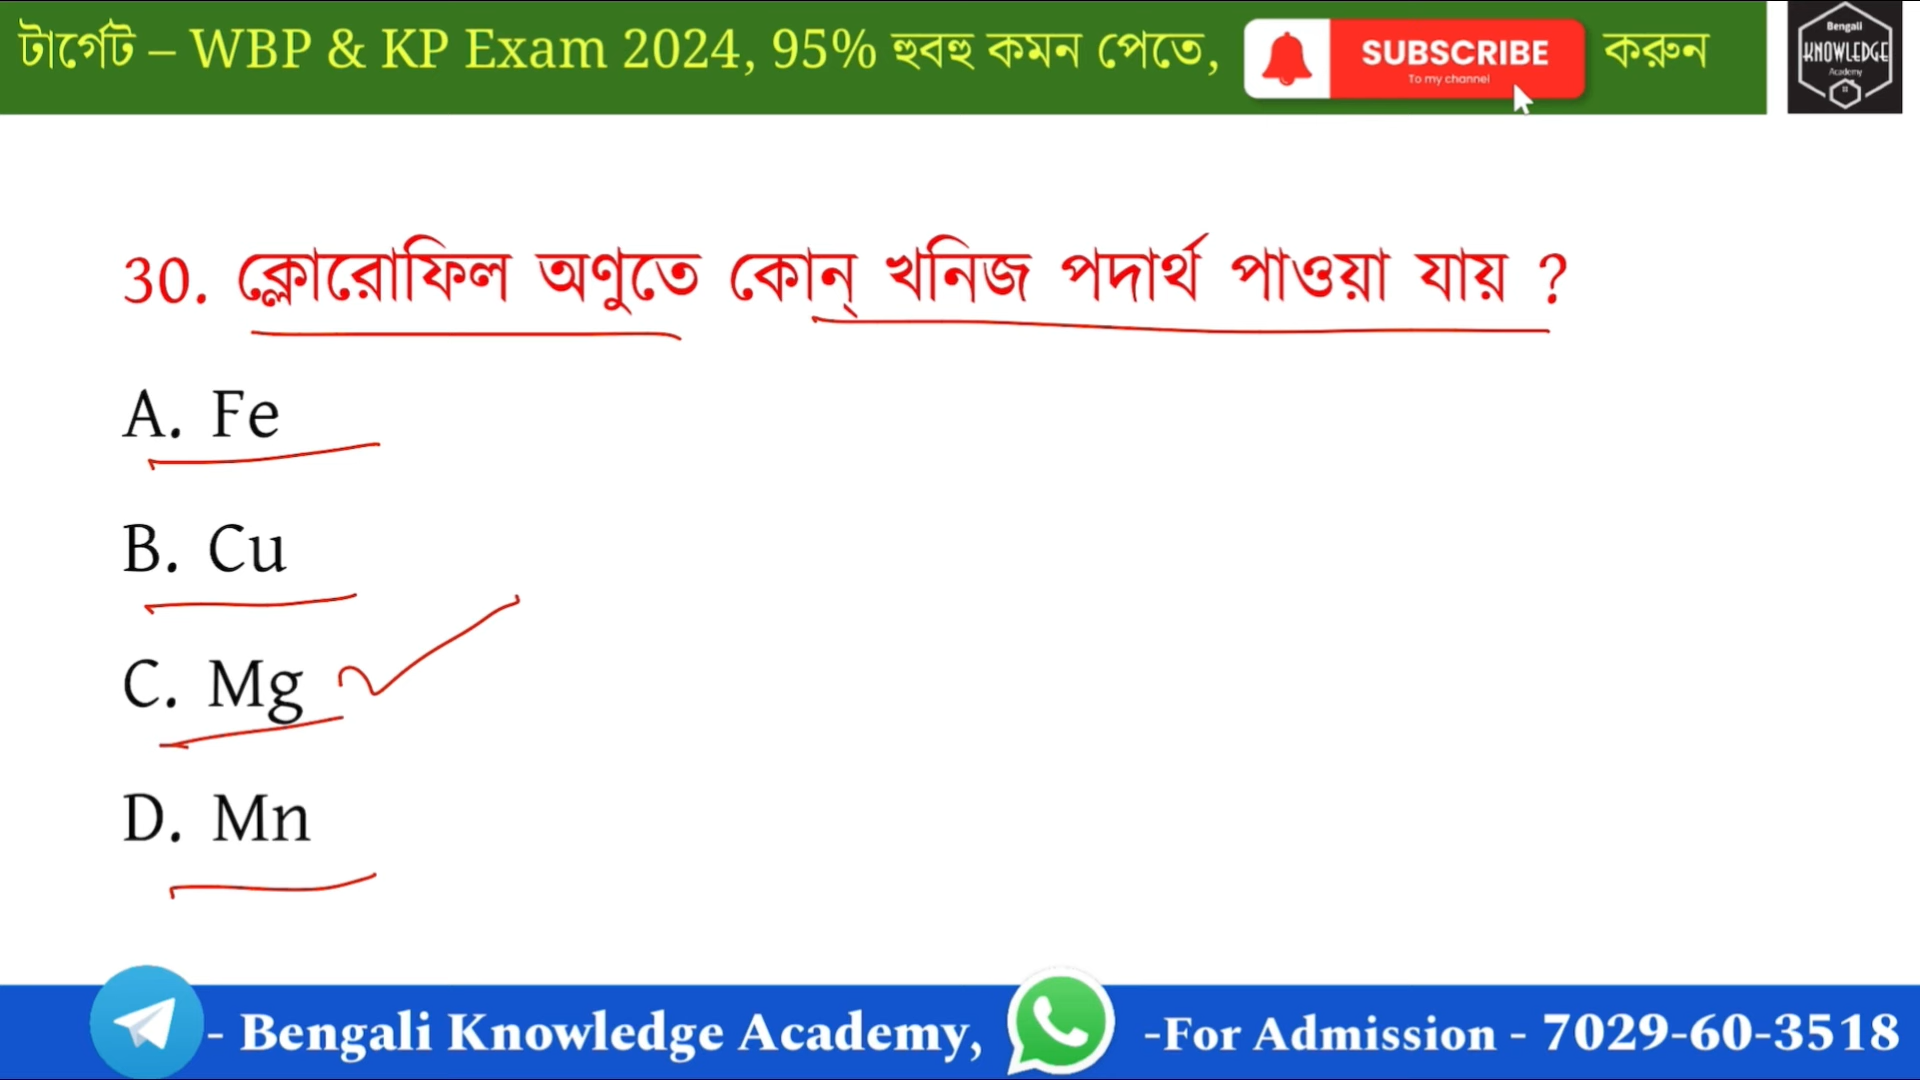 টার্গেট – WBP & KP Exam 2024, 95% হুবহু কমন পেতে, SUBSCRIBE করুন
To my channel
Bengali
KNOWLEDGE
Academy
30. ক্লোরোফিল অণুতে কোন্ খনিজ পদার্থ পাওয়া যায় ?
A. Fe
B. Cu
C. Mg
D. Mn
- Bengali Knowledge Academy, -For Admission - 7029-60-3518